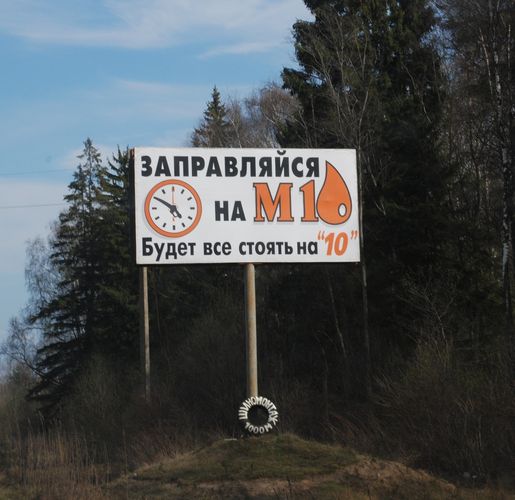 ЗАПРАВЛЯЙСЯ
НА М10
Будет все стоять на "10"
ШИНОМОНТАЖ
1000М